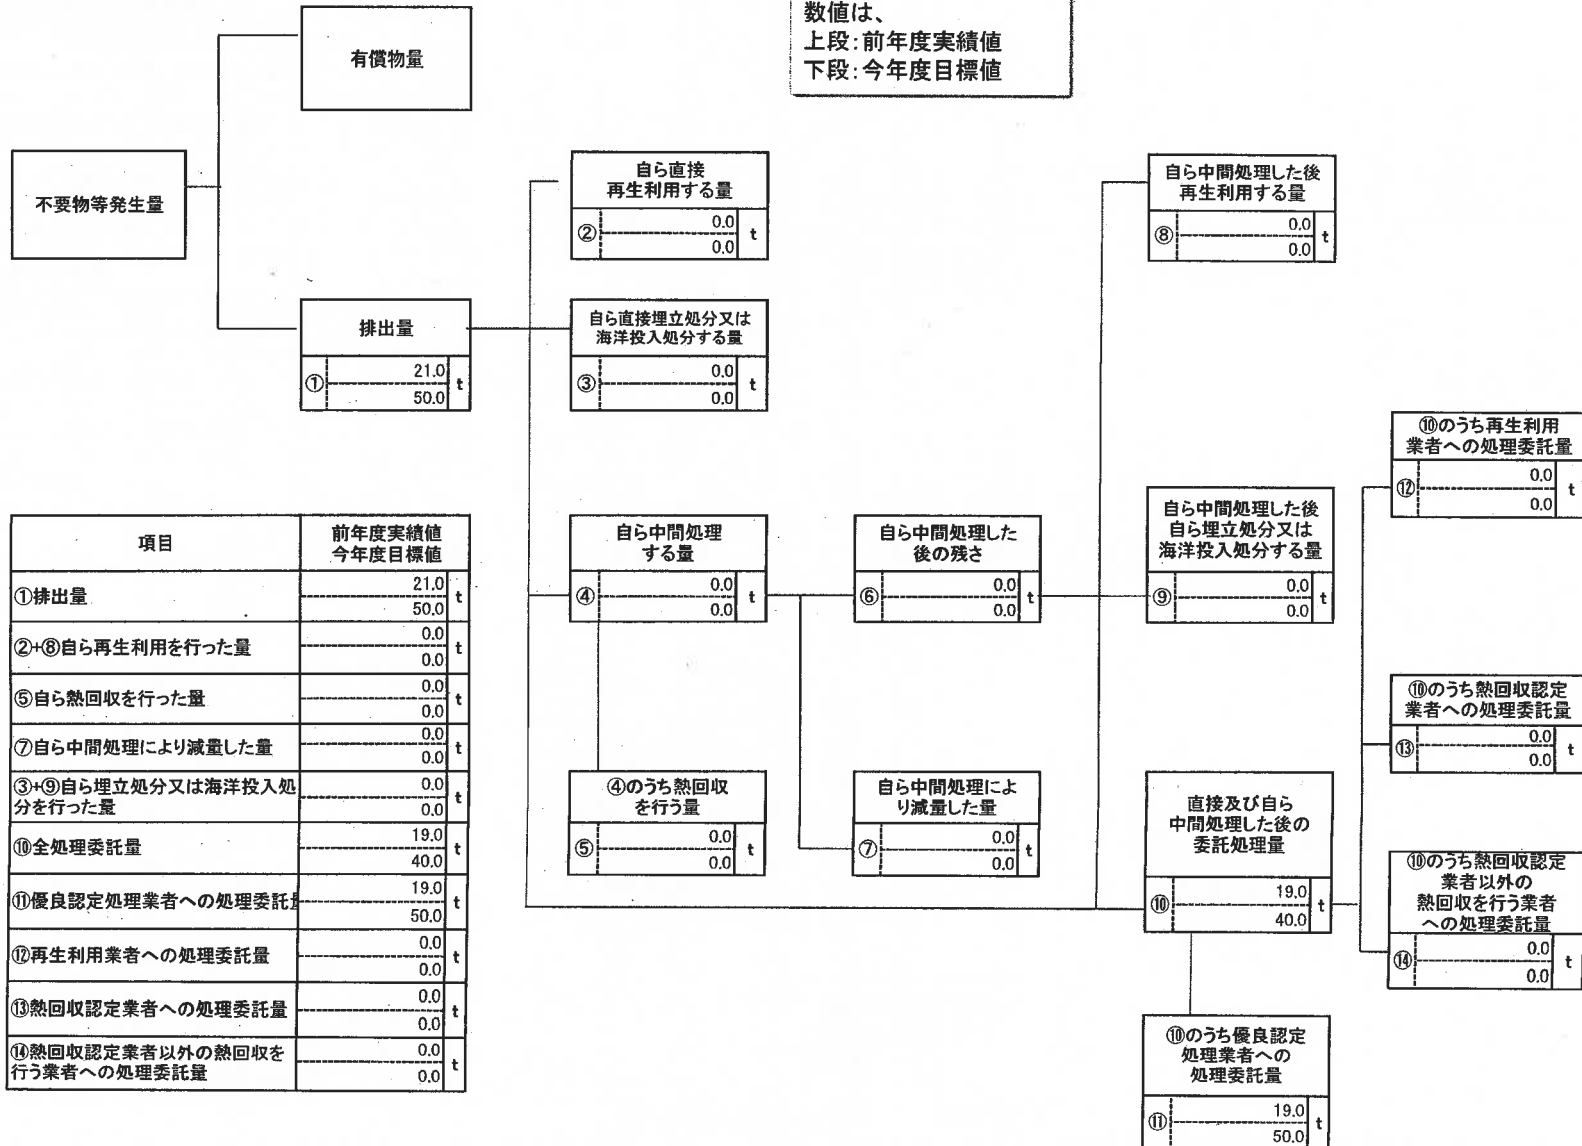 数値は、
上段:前年度実績値
下段:今年度目標値
有償物量
不要物等発生量
自ら直接
再生利用する量
② 0.0 t
0.0
自ら中間処理した後
再生利用する量
⑧ 0.0 t
0.0
排出量
① 21.0 t
50.0
自ら直接埋立処分又は
海洋投入処分する量
③ 0.0 t
0.0
⑩のうち再生利用
業者への処理委託量
⑫ 0.0 t
0.0
自ら中間処理
する量
④ 0.0 t
0.0
自ら中間処理した
後の残さ
⑥ 0.0 t
0.0
自ら中間処理した後
自ら埋立処分又は
海洋投入処分する量
⑨ 0.0 t
0.0
⑩のうち熱回収認定
業者への処理委託量
⑬ 0.0 t
0.0
④のうち熱回収
を行う量
⑤ 0.0 t
0.0
自ら中間処理によ
り減量した量
⑦ 0.0 t
0.0
直接及び自ら
中間処理した後の
委託処理量
⑩ 19.0 t
40.0
⑩のうち熱回収認定
業者以外の
熱回収を行う業者
への処理委託量
⑭ 0.0 t
0.0
⑩のうち優良認定
処理業者への
処理委託量
⑪ 19.0 t
50.0
項目 前年度実績値
今年度目標値
①排出量 21.0 t
50.0
②+⑧自ら再生利用を行った量 0.0 t
0.0
⑤自ら熱回収を行った量 0.0 t
0.0
⑦自ら中間処理により減量した量 0.0 t
0.0
③+⑨自ら埋立処分又は海洋投入処
分を行った量 0.0 t
0.0
⑩全処理委託量 19.0 t
40.0
⑪優良認定処理業者への処理委託 19.0 t
50.0
⑫再生利用業者への処理委託量 0.0 t
0.0
⑬熱回収認定業者への処理委託量 0.0 t
0.0
⑭熱回収認定業者以外の熱回収を
行う業者への処理委託量 0.0 t
0.0